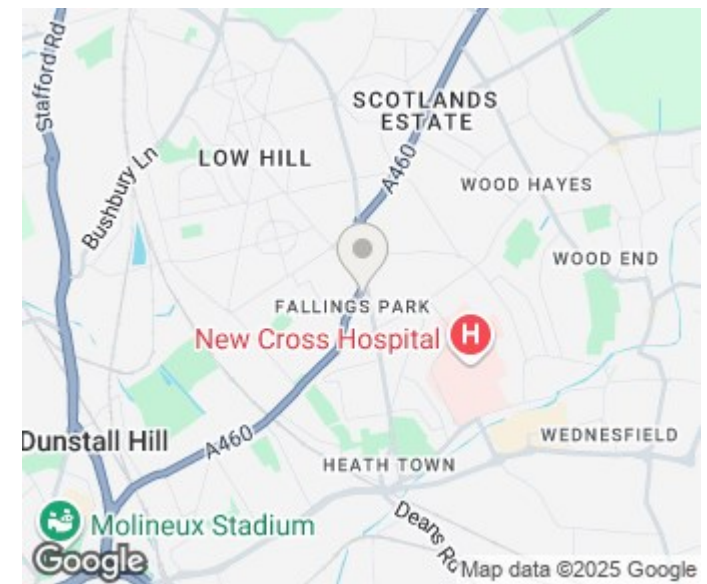 Stafford Rd
SCOTLANDS
ESTATE
LOW HILL
A460
WOOD HAYES
Bushbury Ln
WOOD END
FALLINGS PARK
New Cross Hospital
H
Dunstall Hill
A460
WEDNESFIELD
HEATH TOWN
Molineux Stadium
Deans Rd
Google
Map data ©2025 Google